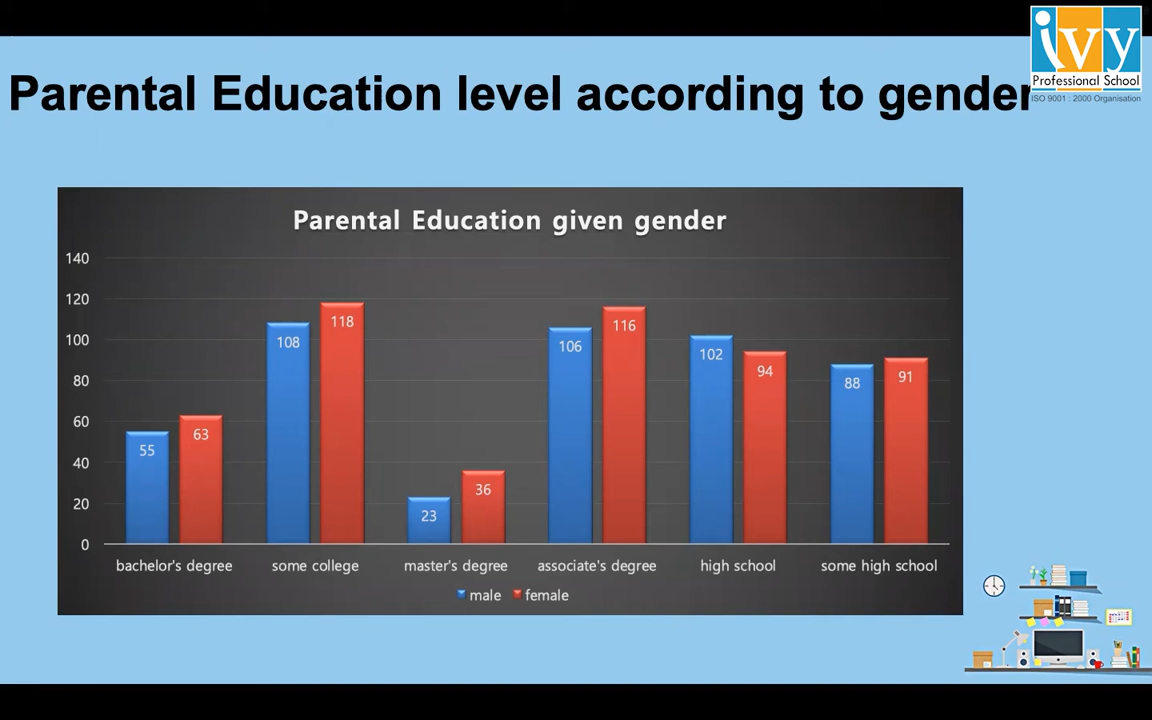 ivy
Professional School
ISO 9001 : 2000 Organisation
Parental Education level according to gender
Parental Education given gender
140
120
100
80
60
40
20
0
55
63
108
118
23
36
106
116
102
94
88
91
bachelor's degree
some college
master's degree
associate's degree
high school
some high school
male
female